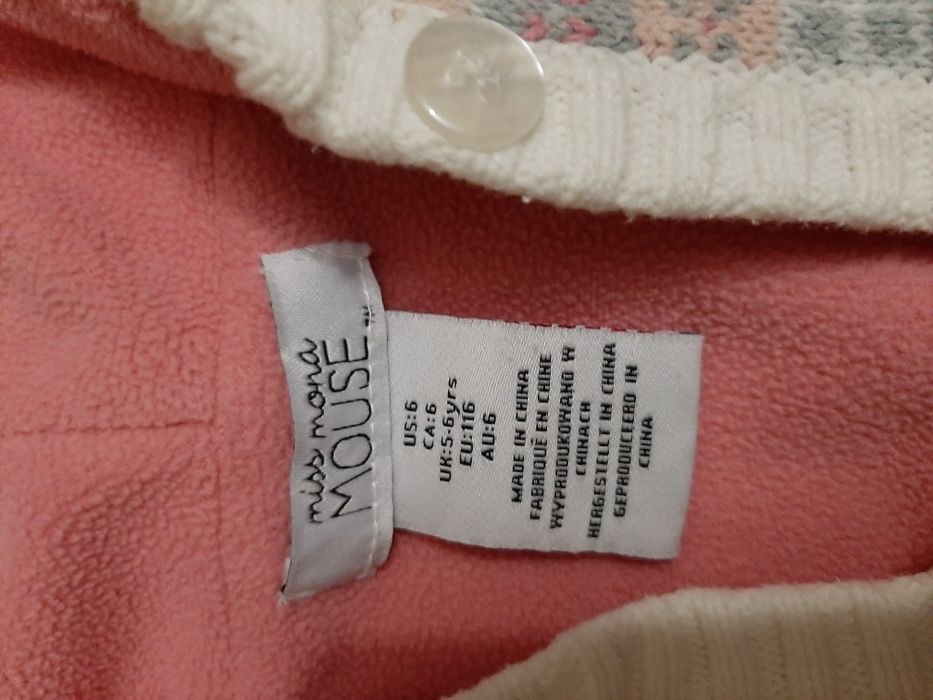 miss mona
MOUSE™
US:6
CA:6
UK:5-6yrs
EU:116
AU:6
MADE IN CHINA
FABRIQUÉ EN CHINE
WYPRODUKOWANO W
CHINACH
HERGESTELLT IN CHINA
GEPRODUCEERD IN
CHINA